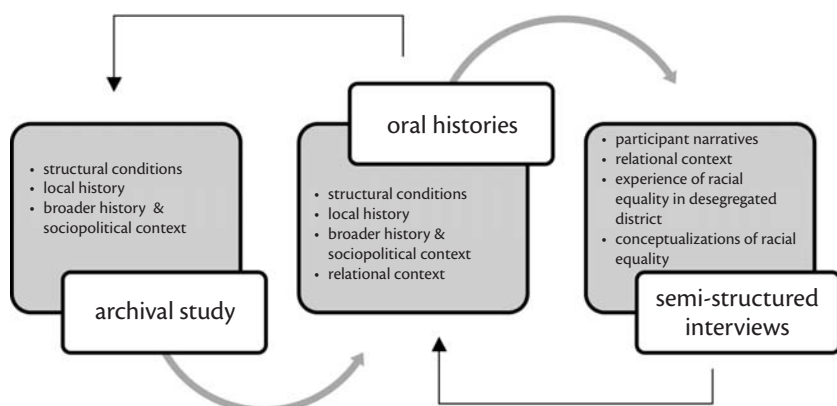 • structural conditions
• local history
• broader history &
sociopolitical context
archival study
oral histories
• structural conditions
• local history
• broader history &
sociopolitical context
• relational context
• participant narratives
• relational context
• experience of racial
equality in desegregated
district
• conceptualizations of racial
equality
semi-structured
interviews